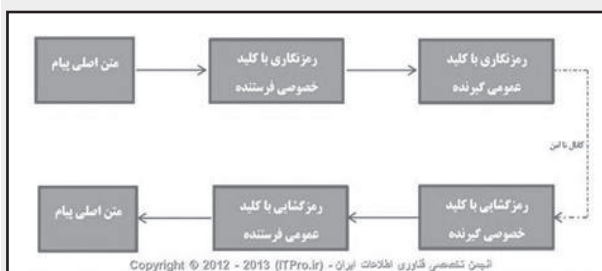 متن اصلی پیام
رمزنگاری با کلید
خصوصی فرستنده
رمزنگاری با کلید
عمومی گیرنده
کانال نا امن
رمزگشایی با کلید
خصوصی گیرنده
رمزگشایی با کلید
عمومی فرستنده
متن اصلی پیام
انجمن تخصصی فناوری اطلاعات ایران - Copyright © 2012 - 2013 (ITPro.ir)